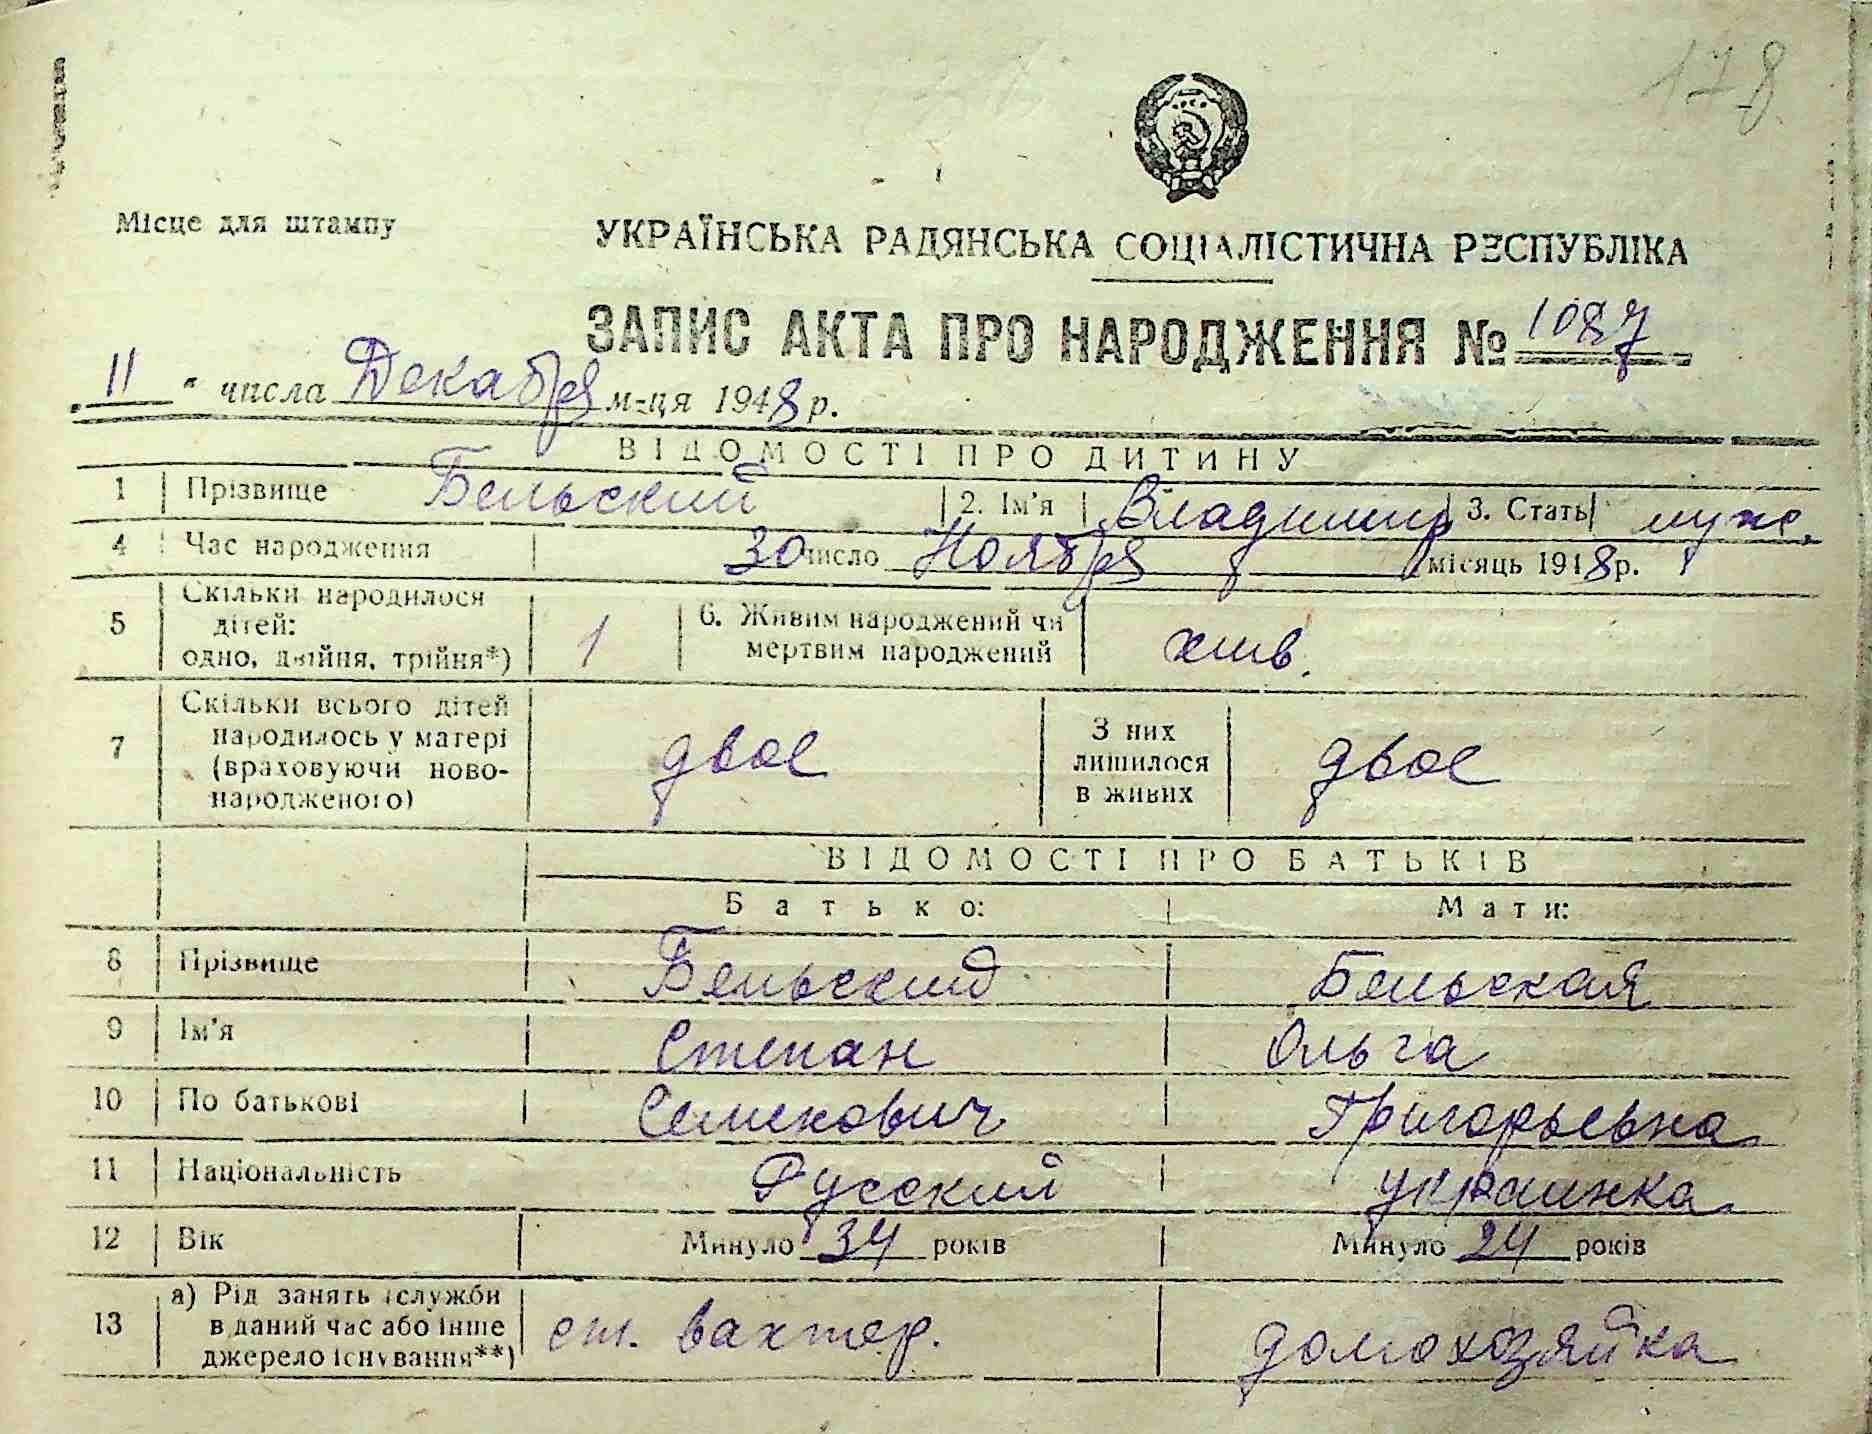 178
Місце для штампу
УКРАЇНСЬКА РАДЯНСЬКА СОЦІАЛІСТИЧНА РЕСПУБЛІКА
ЗАПИС АКТА ПРО НАРОДЖЕННЯ № 1087
„11" числа Декабря м-ця 1948 р.
ВІДОМОСТІ ПРО ДИТИНУ
1 Прізвище Бельский 2. Ім'я Владимир 3. Стать муж.
4 Час народження 30 число Ноября місяць 1948 р.
5 Скільки народилося
дітей:
одно, двійня, трійня*) 1
6. Живим народжений чи
мертвим народжений жив.
7 Скільки всього дітей
народилось у матері
(враховуючи ново-
народженого) двое
З них
лишилося
в живих двое
ВІДОМОСТІ ПРО БАТЬКІВ
Батько: Мати:
8 Прізвище Бельский Бельская
9 Ім'я Степан Ольга
10 По батькові Семенович Григорьевна
11 Національність Русский украинка
12 Вік Минуло 34 років Минуло 24 років
13 а) Рід занять (служби
в даний час або інше
джерело існування**) ст. вахтер. домохозяйка